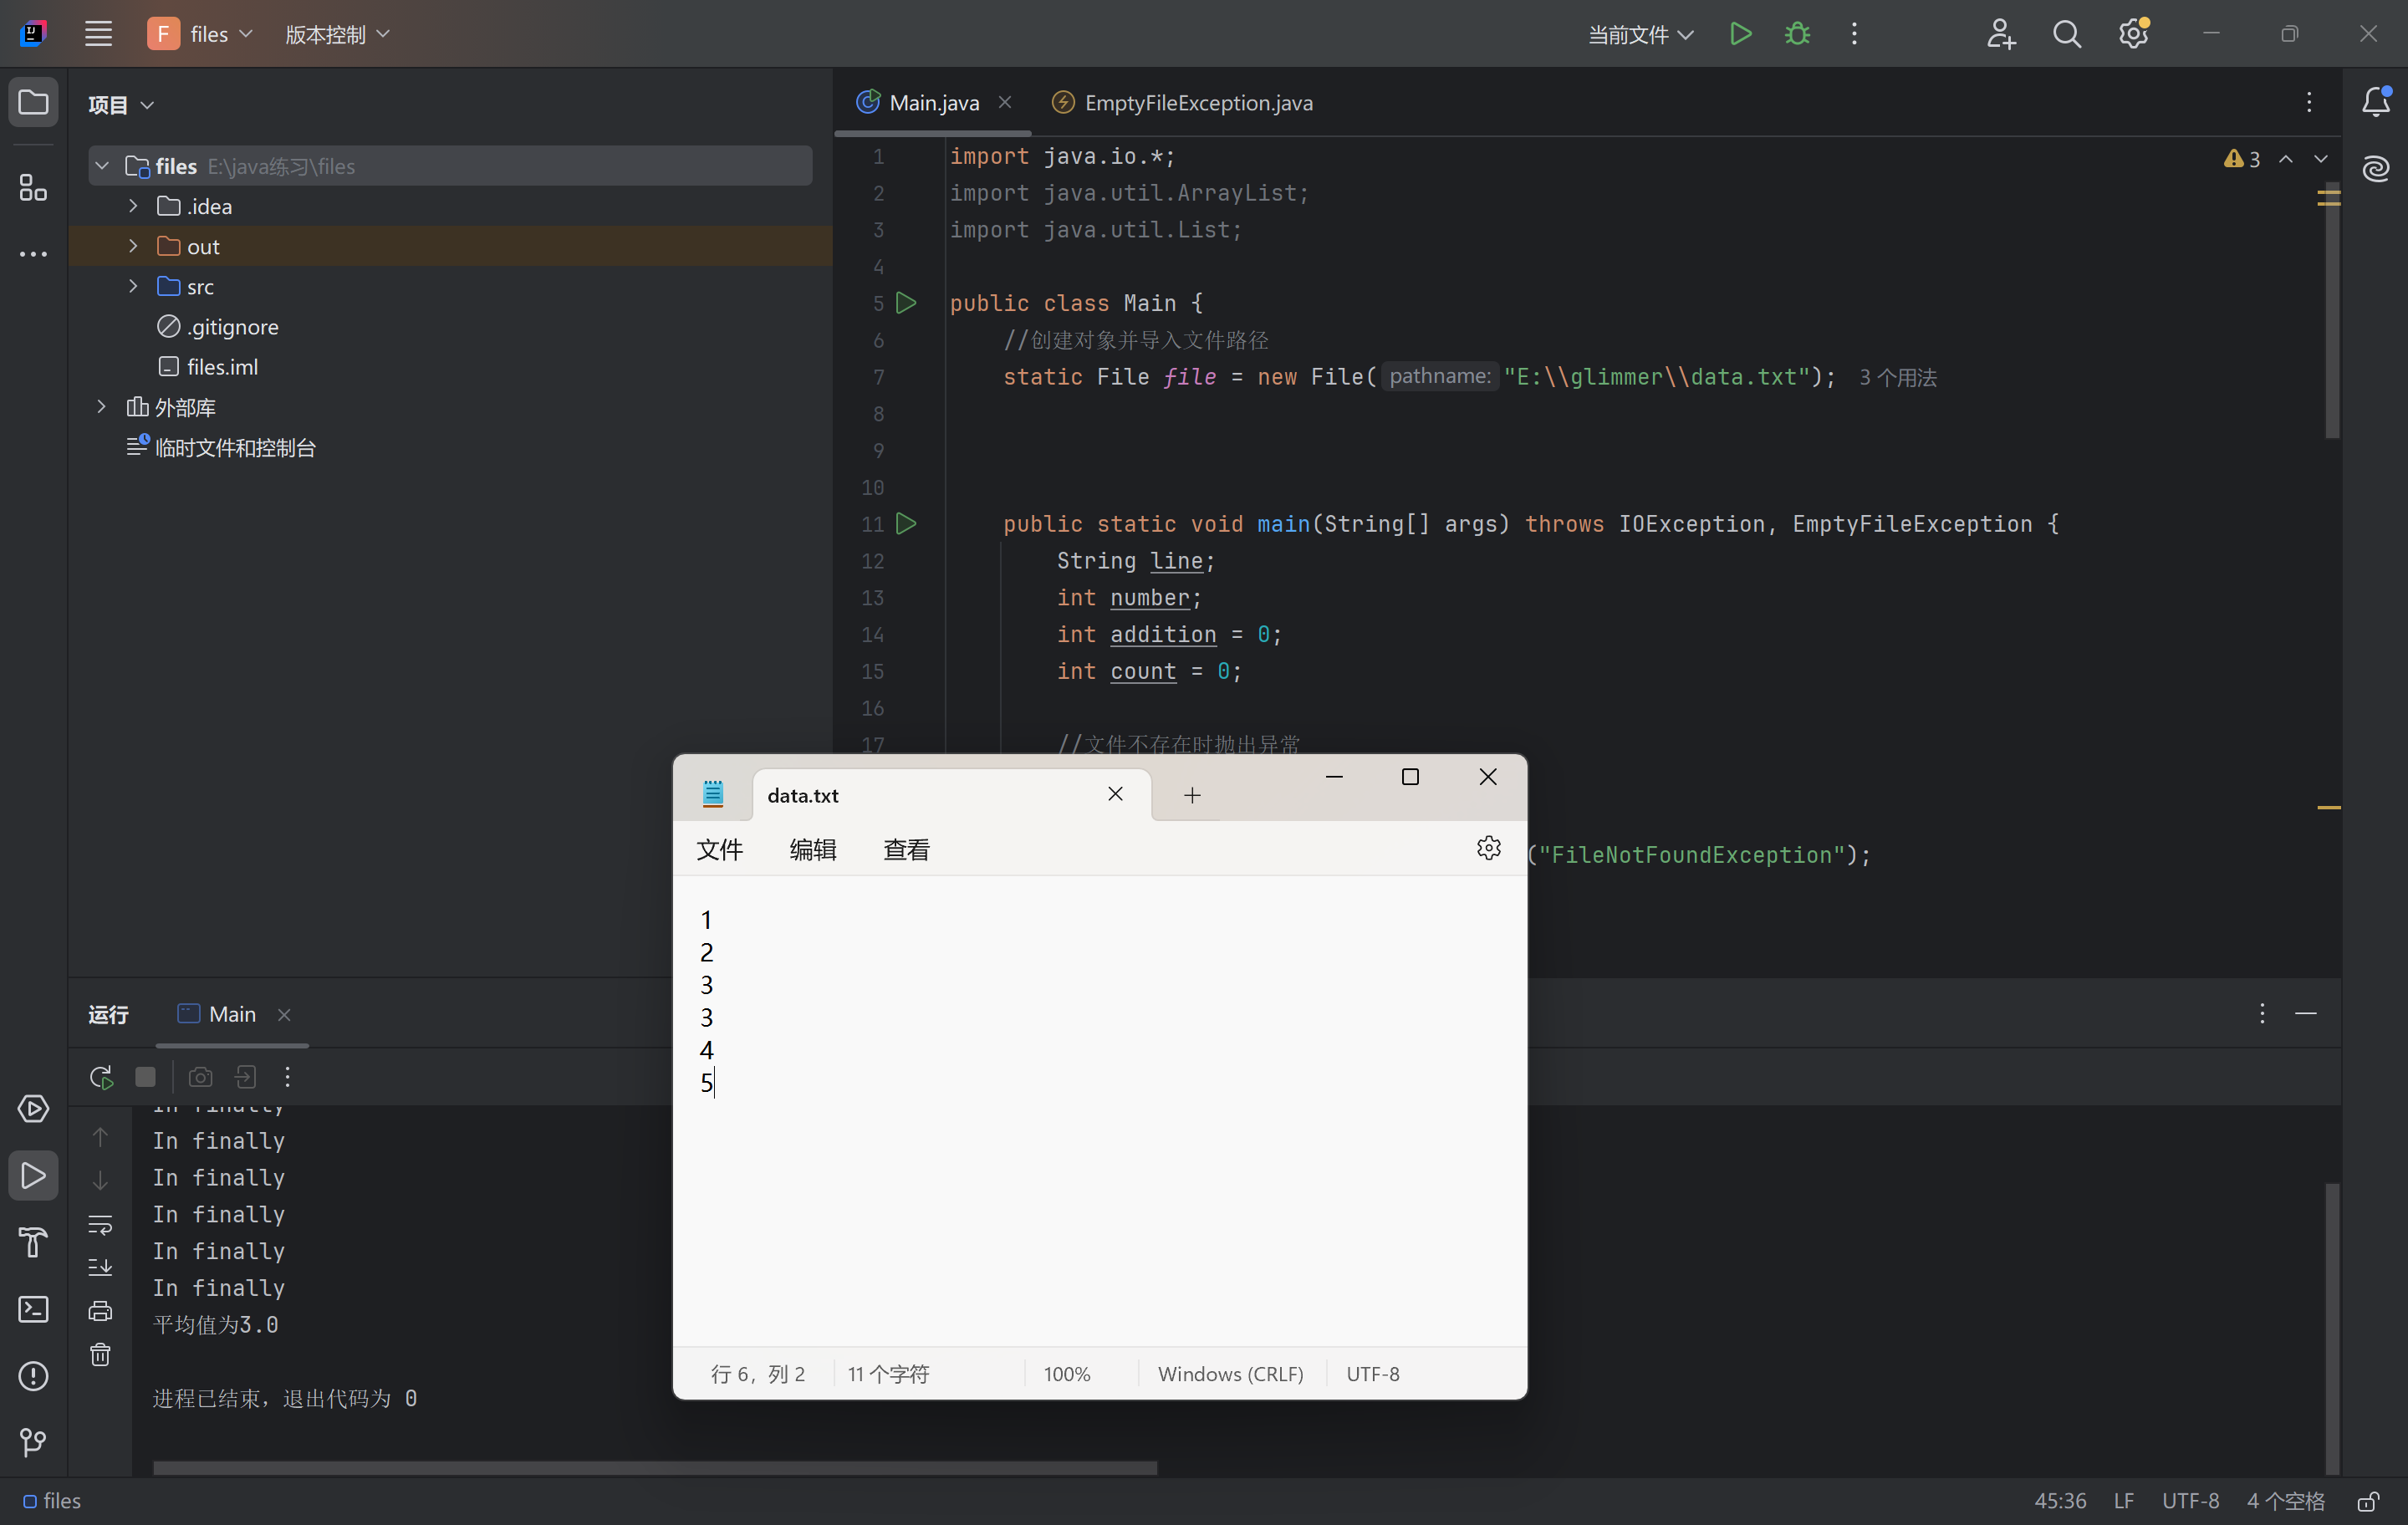 F files 版本控制 当前文件
项目
files E:\java练习\files
.idea
out
src
.gitignore
files.iml
外部库
临时文件和控制台
Main.java EmptyFileException.java
3
1 import java.io.*;
2 import java.util.ArrayList;
3 import java.util.List;
4
5 public class Main {
6 //创建对象并导入文件路径
7 static File file = new File( pathname: "E:\\glimmer\\data.txt"); 3 个用法
8
9
10
11 public static void main(String[] args) throws IOException, EmptyFileException {
12 String line;
13 int number;
14 int addition = 0;
15 int count = 0;
16
17 //文件不存在时抛出异常
("FileNotFoundException");
data.txt
文件 编辑 查看
1
2
3
3
4
5
行 6，列 2 11 个字符 100% Windows (CRLF) UTF-8
运行 Main
In finally
In finally
In finally
In finally
In finally
In finally
平均值为3.0
进程已结束，退出代码为 0
files 45:36 LF UTF-8 4 个空格